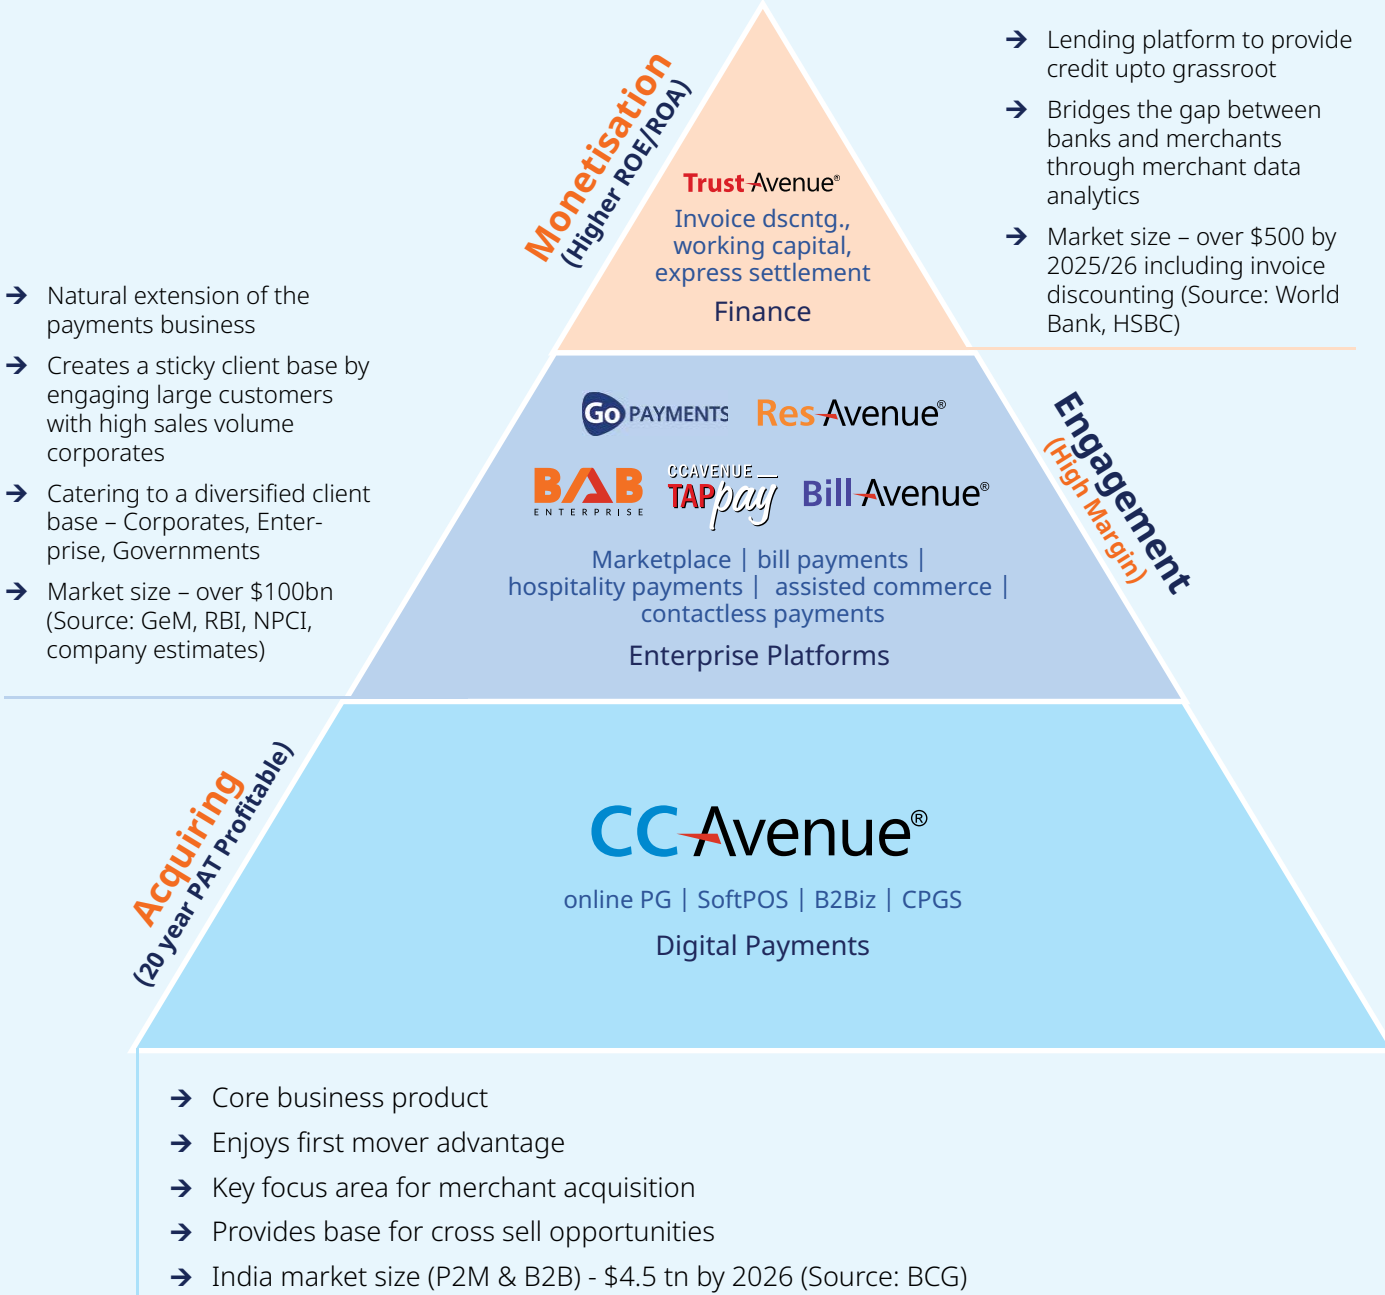 Monetisation
(Higher ROE/ROA)
Trust Avenue®
Invoice dscntg.,
working capital,
express settlement
Finance
➔ Lending platform to provide
credit upto grassroot
➔ Bridges the gap between
banks and merchants
through merchant data
analytics
➔ Market size – over $500 by
2025/26 including invoice
discounting (Source: World
Bank, HSBC)
➔ Natural extension of the
payments business
➔ Creates a sticky client base by
engaging large customers
with high sales volume
corporates
➔ Catering to a diversified client
base – Corporates, Enter-
prise, Governments
➔ Market size – over $100bn
(Source: GeM, RBI, NPCI,
company estimates)
Go PAYMENTS
ResAvenue®
BAB
ENTERPRISE
CCAVENUE
TAPpay
BillAvenue®
Marketplace | bill payments |
hospitality payments | assisted commerce |
contactless payments
Enterprise Platforms
Engagement
(High Margin)
Acquiring
(20 year PAT Profitable)
CCAvenue®
online PG | SoftPOS | B2Biz | CPGS
Digital Payments
➔ Core business product
➔ Enjoys first mover advantage
➔ Key focus area for merchant acquisition
➔ Provides base for cross sell opportunities
➔ India market size (P2M & B2B) - $4.5 tn by 2026 (Source: BCG)